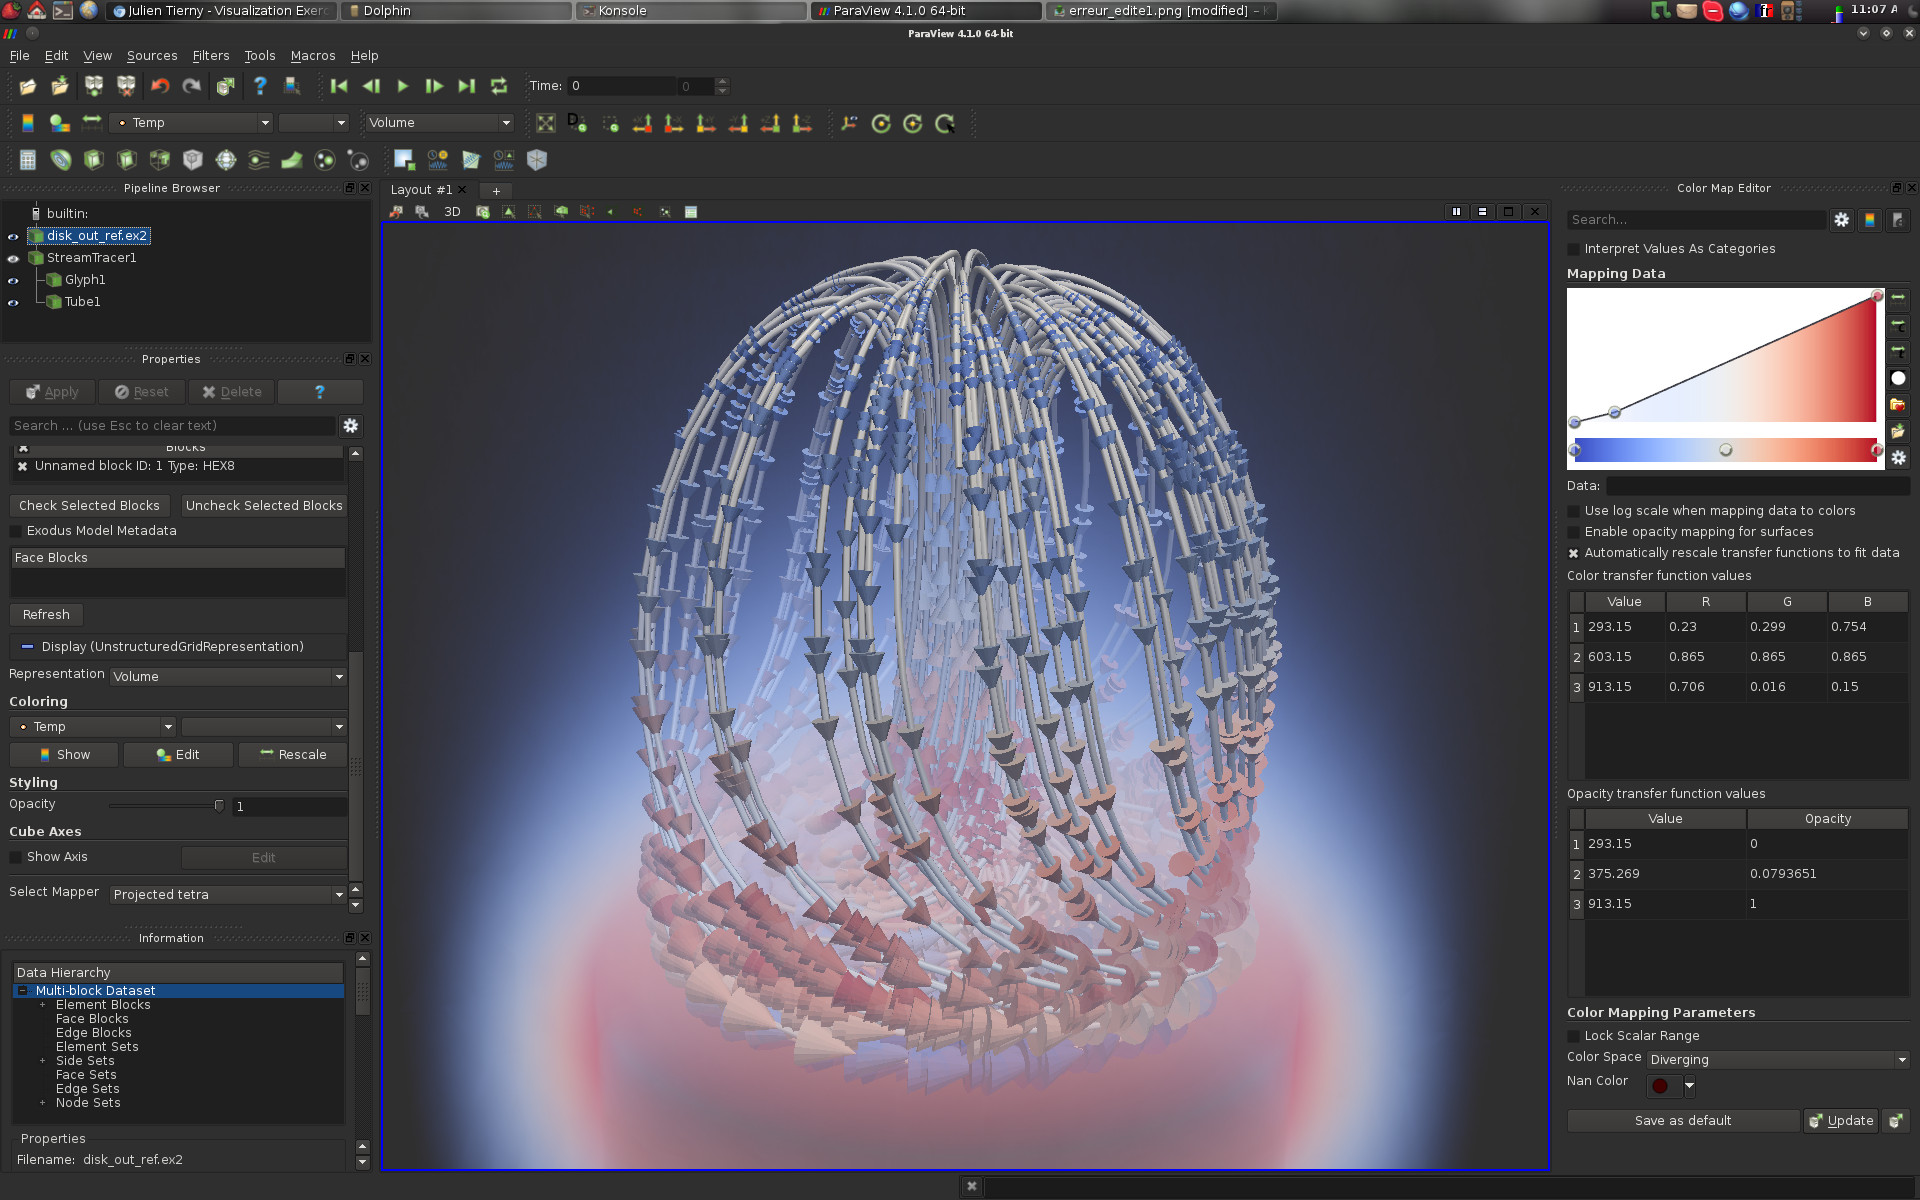 Julien Tierny - Visualization Exerc
Dolphin
Konsole
ParaView 4.1.0 64-bit
erreur_edite1.png [modified] –
11:07 A
ParaView 4.1.0 64-bit
File Edit View Sources Filters Tools Macros Help
Time: 0 0
Temp
Volume
Pipeline Browser
builtin:
disk_out_ref.ex2
StreamTracer1
Glyph1
Tube1
Properties
Apply Reset Delete ?
Search ... (use Esc to clear text)
Blocks
Unnamed block ID: 1 Type: HEX8
Check Selected Blocks Uncheck Selected Blocks
Exodus Model Metadata
Face Blocks
Refresh
Display (UnstructuredGridRepresentation)
Representation Volume
Coloring
Temp
Show Edit Rescale
Styling
Opacity 1
Cube Axes
Show Axis Edit
Select Mapper Projected tetra
Information
Data Hierarchy
Multi-block Dataset
Element Blocks
Face Blocks
Edge Blocks
Element Sets
Side Sets
Face Sets
Edge Sets
Node Sets
Properties
Filename: disk_out_ref.ex2
Layout #1
3D
Color Map Editor
Search...
Interpret Values As Categories
Mapping Data
Data:
Use log scale when mapping data to colors
Enable opacity mapping for surfaces
Automatically rescale transfer functions to fit data
Color transfer function values
Value R G B
1 293.15 0.23 0.299 0.754
2 603.15 0.865 0.865 0.865
3 913.15 0.706 0.016 0.15
Opacity transfer function values
Value Opacity
1 293.15 0
2 375.269 0.0793651
3 913.15 1
Color Mapping Parameters
Lock Scalar Range
Color Space Diverging
Nan Color
Save as default Update